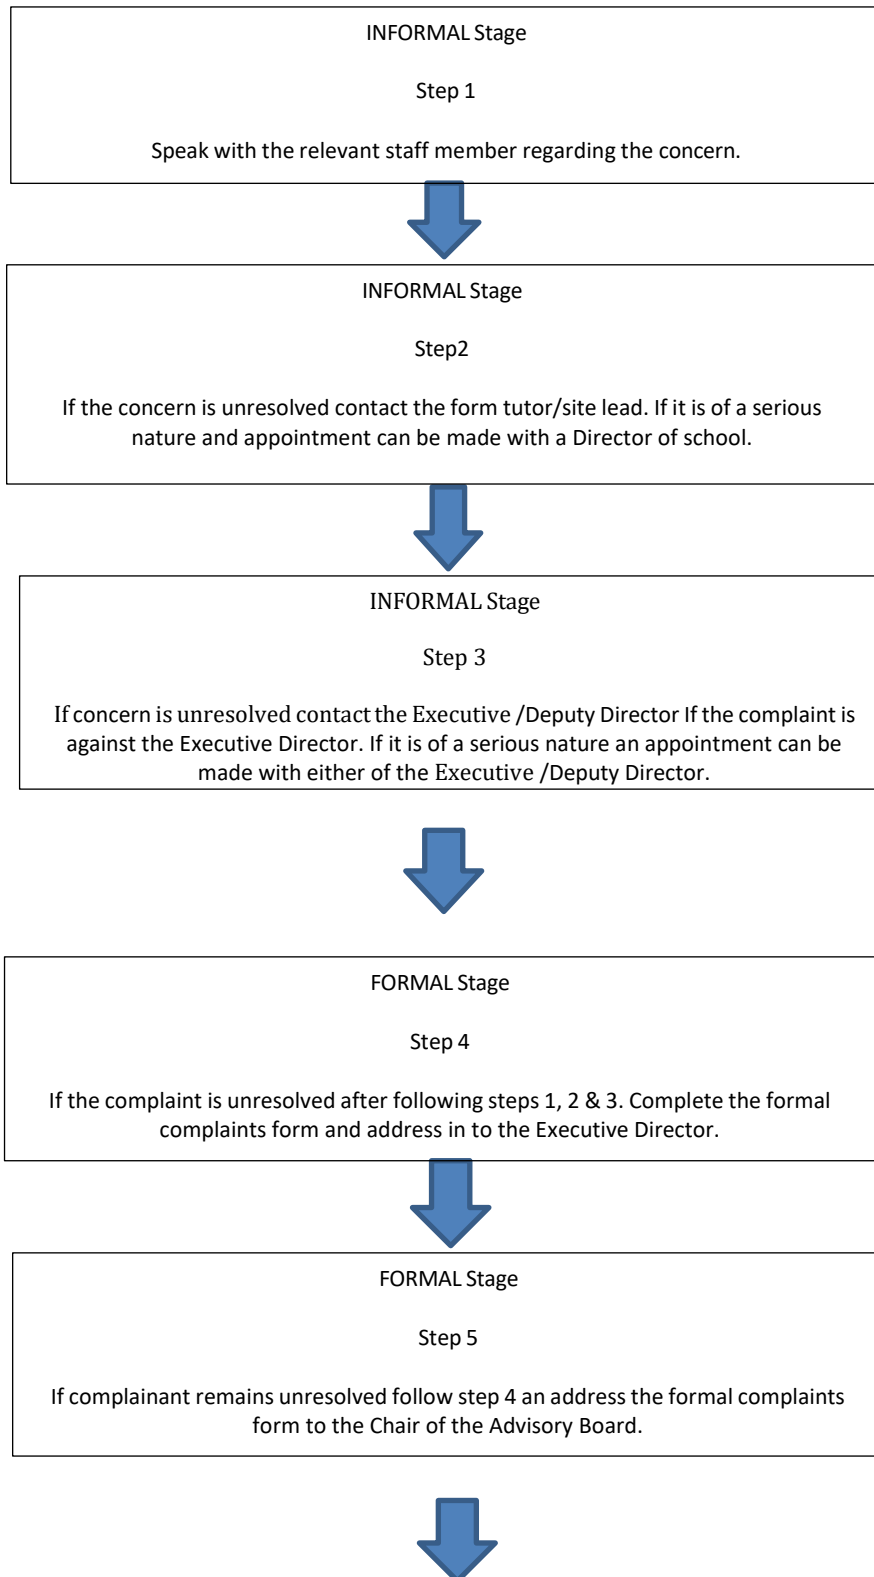 INFORMAL Stage
Step 1
Speak with the relevant staff member regarding the concern.
INFORMAL Stage
Step2
If the concern is unresolved contact the form tutor/site lead. If it is of a serious
nature and appointment can be made with a Director of school.
INFORMAL Stage
Step 3
If concern is unresolved contact the Executive /Deputy Director If the complaint is
against the Executive Director. If it is of a serious nature an appointment can be
made with either of the Executive /Deputy Director.
FORMAL Stage
Step 4
If the complaint is unresolved after following steps 1, 2 & 3. Complete the formal
complaints form and address in to the Executive Director.
FORMAL Stage
Step 5
If complainant remains unresolved follow step 4 an address the formal complaints
form to the Chair of the Advisory Board.